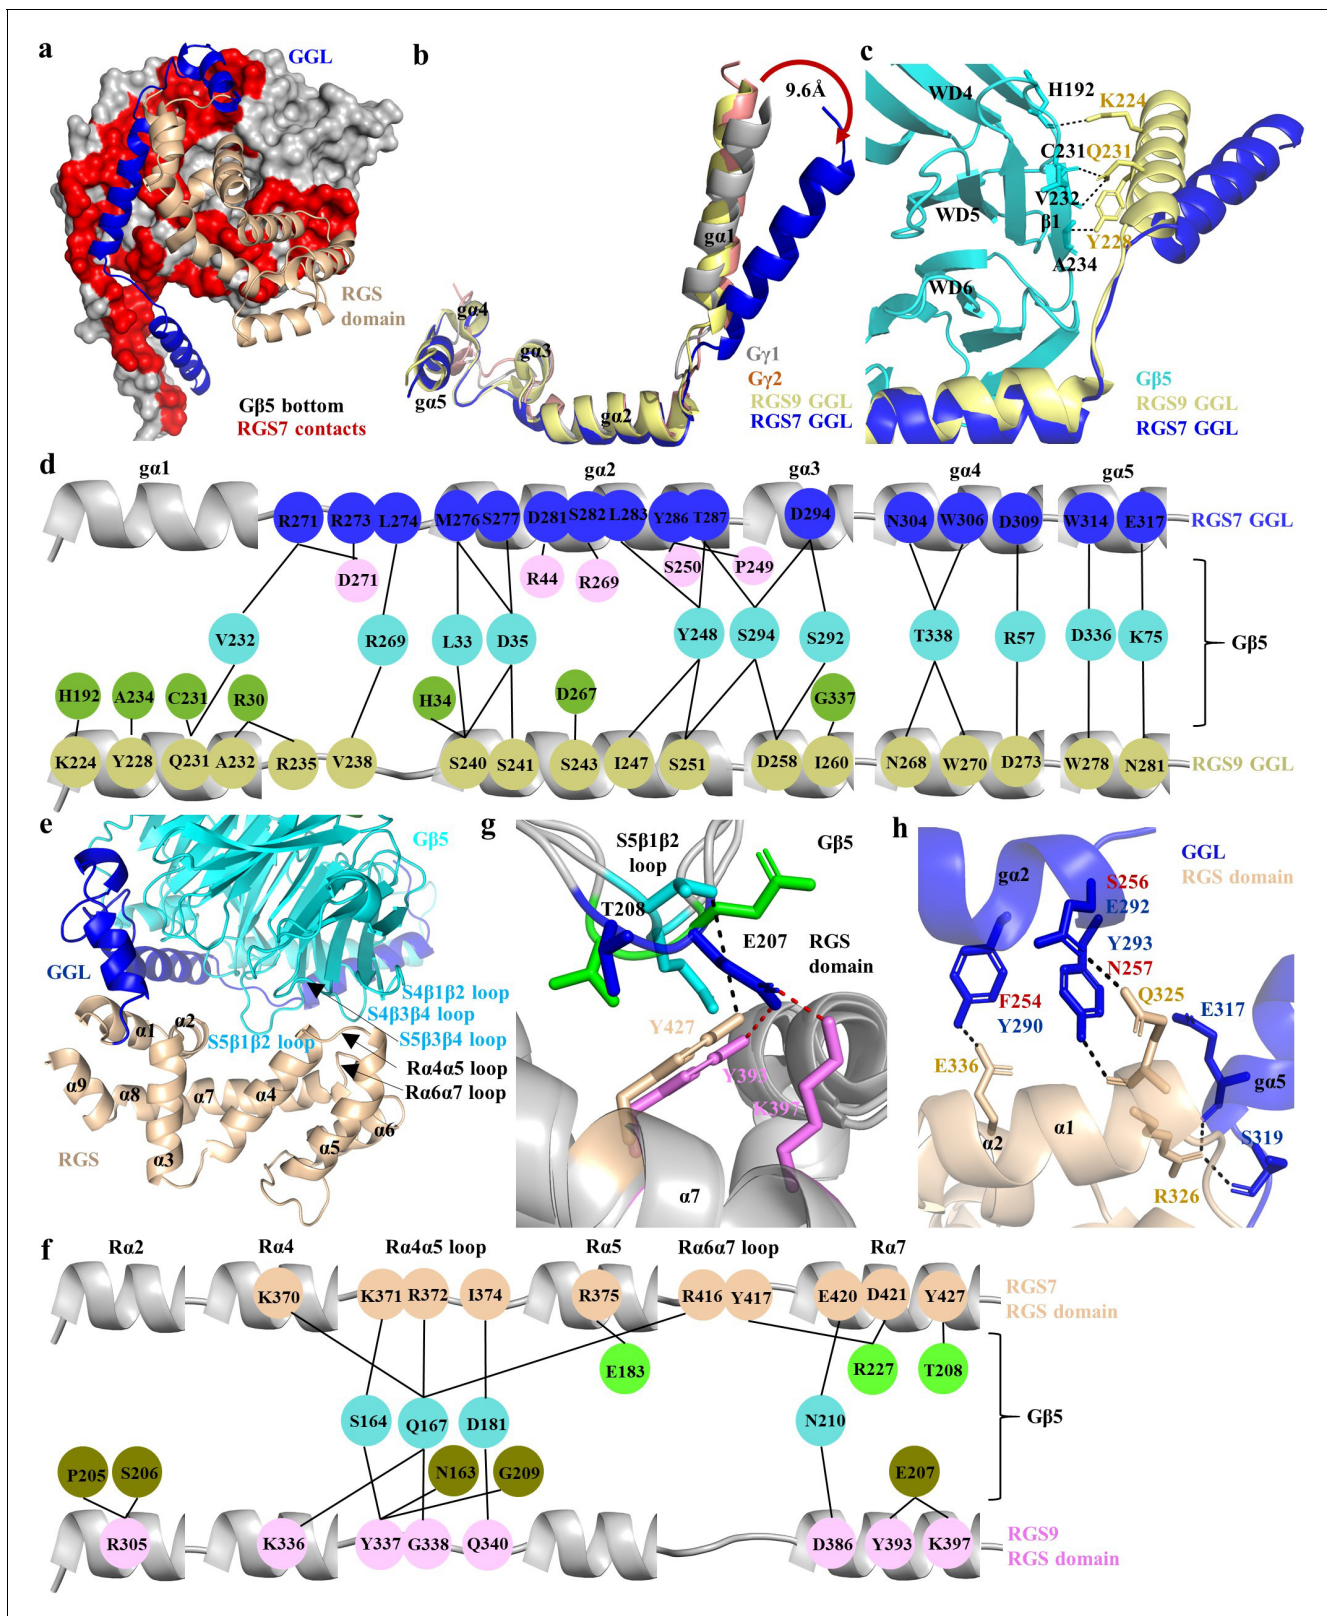 a
GGL
RGS
domain
Gβ5 bottom
RGS7 contacts
b
9.6Å
gα1
gα4
gα3
gα5
gα2
Gγ1
Gγ2
RGS9 GGL
RGS7 GGL
c
WD4
H192
K224
C231
Q231
V232
WD5
β1
Y228
A234
WD6
Gβ5
RGS9 GGL
RGS7 GGL
d
gα1 gα2 gα3 gα4 gα5
R271 R273 L274 M276 S277 D281 S282 L283 Y286 T287 D294 N304 W306 D309 W314 E317 RGS7 GGL
D271 R44 R269 S250 P249
V232 R269 L33 D35 Y248 S294 S292 T338 R57 D336 K75 Gβ5
H192 A234 C231 R30 H34 D267 G337
K224 Y228 Q231 A232 R235 V238 S240 S241 S243 I247 S251 D258 I260 N268 W270 D273 W278 N281 RGS9 GGL
e
Gβ5
GGL
S4β1β2 loop
S4β3β4 loop
α1 α2
S5β1β2 loop
S5β3β4 loop
Rα4α5 loop
α9
α8
α7
α4
Rα6α7 loop
α6
α5
RGS
α3
g
S5β1β2
loop
Gβ5
T208
E207
RGS
domain
Y427
Y393
K397
α7
h
GGL
RGS domain
gα2
S256
E292
Y293
N257
F254
Y290
Q325
E317
E336
gα5
α1
α2
S319
R326
f
Rα2 Rα4 Rα4α5 loop Rα5 Rα6α7 loop Rα7
K370 K371 R372 I374 R375 R416 Y417 E420 D421 Y427
RGS7
RGS domain
E183 R227 T208
S164 Q167 D181 N210 Gβ5
P205 S206 N163 G209 E207
R305 K336 Y337 G338 Q340 D386 Y393 K397
RGS9
RGS domain